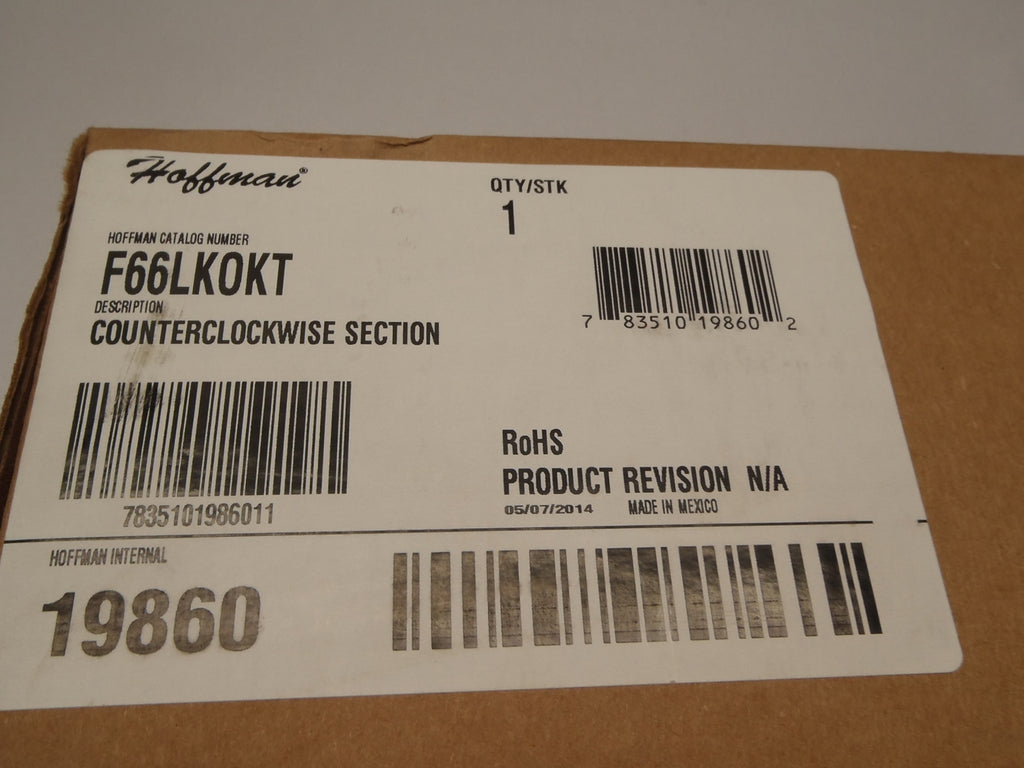 Hoffman®
QTY/STK
1
HOFFMAN CATALOG NUMBER
F66LKOKT
DESCRIPTION
COUNTERCLOCKWISE SECTION
7 83510 19860 2
7835101986011
RoHS
PRODUCT REVISION N/A
05/07/2014 MADE IN MEXICO
HOFFMAN INTERNAL
19860